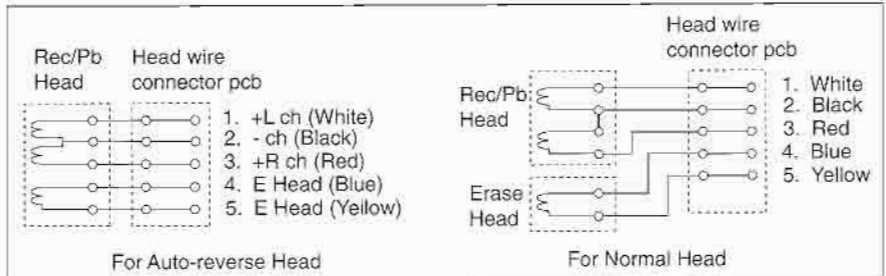 Rec/Pb
Head
Head wire
connector pcb
1. +L ch (White)
2. - ch (Black)
3. +R ch (Red)
4. E Head (Blue)
5. E Head (Yellow)
For Auto-reverse Head
Head wire
connector pcb
Rec/Pb
Head
1. White
2. Black
3. Red
4. Blue
5. Yellow
Erase
Head
For Normal Head